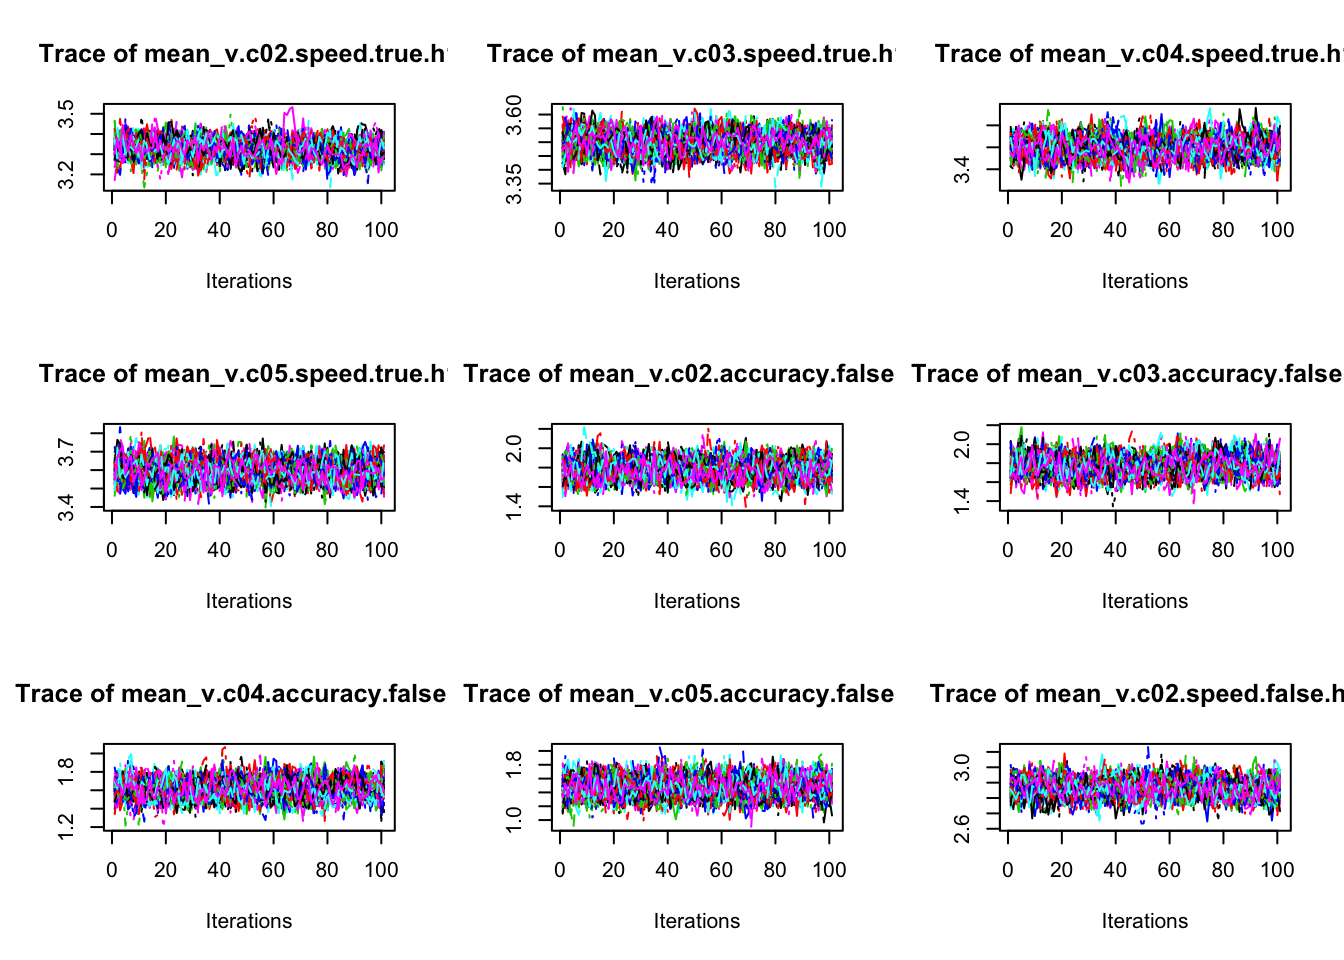 Trace of mean_v.c02.speed.true.h
3.2 3.5
0 20 40 60 80 100
Iterations
Trace of mean_v.c03.speed.true.h
3.35 3.60
0 20 40 60 80 100
Iterations
Trace of mean_v.c04.speed.true.h
3.4
0 20 40 60 80 100
Iterations
Trace of mean_v.c05.speed.true.h
3.4 3.7
0 20 40 60 80 100
Iterations
Trace of mean_v.c02.accuracy.false
1.4 2.0
0 20 40 60 80 100
Iterations
Trace of mean_v.c03.accuracy.false
1.4 2.0
0 20 40 60 80 100
Iterations
Trace of mean_v.c04.accuracy.false
1.2 1.8
0 20 40 60 80 100
Iterations
Trace of mean_v.c05.accuracy.false
1.0 1.8
0 20 40 60 80 100
Iterations
Trace of mean_v.c02.speed.false.h
2.6 3.0
0 20 40 60 80 100
Iterations